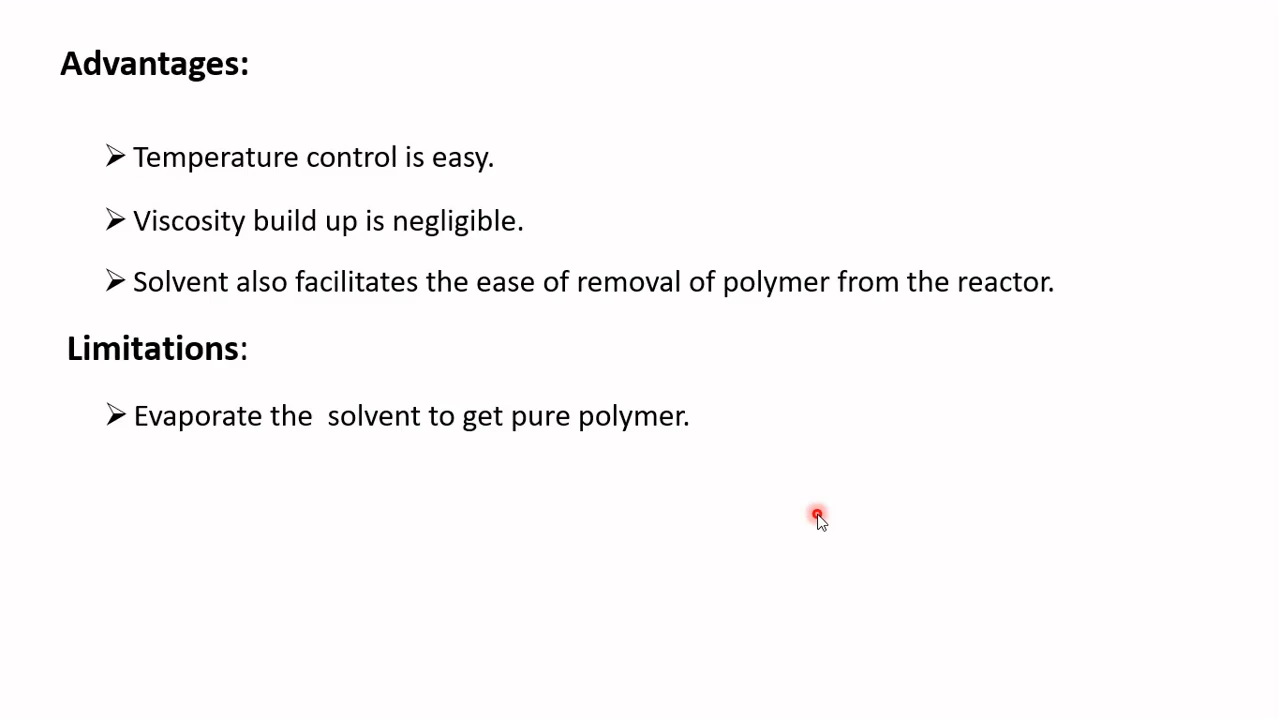 Advantages:
➢ Temperature control is easy.
➢ Viscosity build up is negligible.
➢ Solvent also facilitates the ease of removal of polymer from the reactor.
Limitations:
➢ Evaporate the  solvent to get pure polymer.